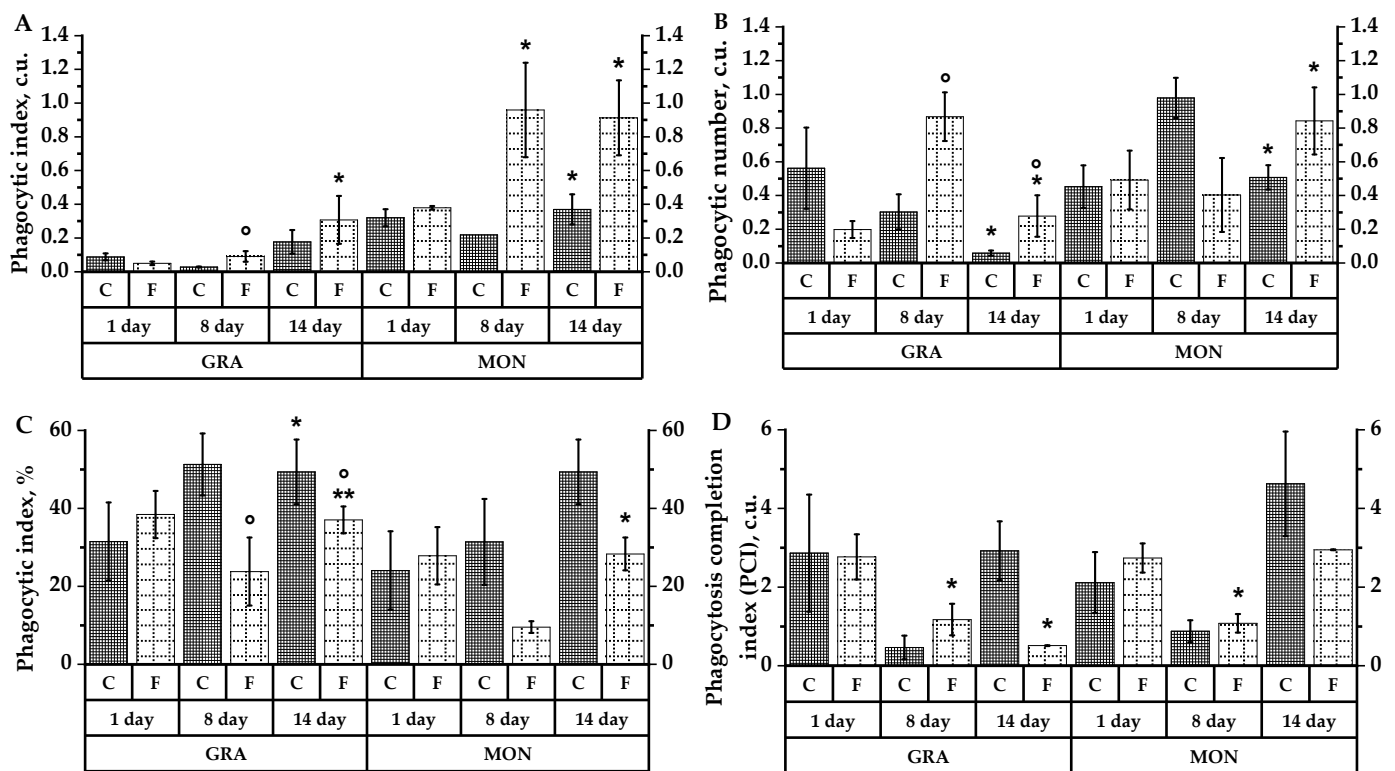 A
Phagocytic index, c.u.
1.4 1.2 1.0 0.8 0.6 0.4 0.2 0.0
1.4 1.2 1.0 0.8 0.6 0.4 0.2 0.0
° * * * *
C F C F C F C F C F C F
1 day 8 day 14 day 1 day 8 day 14 day
GRA MON
B
Phagocytic number, c.u.
1.4 1.2 1.0 0.8 0.6 0.4 0.2 0.0
1.4 1.2 1.0 0.8 0.6 0.4 0.2 0.0
° * ° * * *
C F C F C F C F C F C F
1 day 8 day 14 day 1 day 8 day 14 day
GRA MON
C
Phagocytic index, %
60 40 20 0
60 40 20 0
° * ° ** *
C F C F C F C F C F C F
1 day 8 day 14 day 1 day 8 day 14 day
GRA MON
D
Phagocytosis completion
index (PCI), c.u.
6 4 2 0
6 4 2 0
* * *
C F C F C F C F C F C F
1 day 8 day 14 day 1 day 8 day 14 day
GRA MON